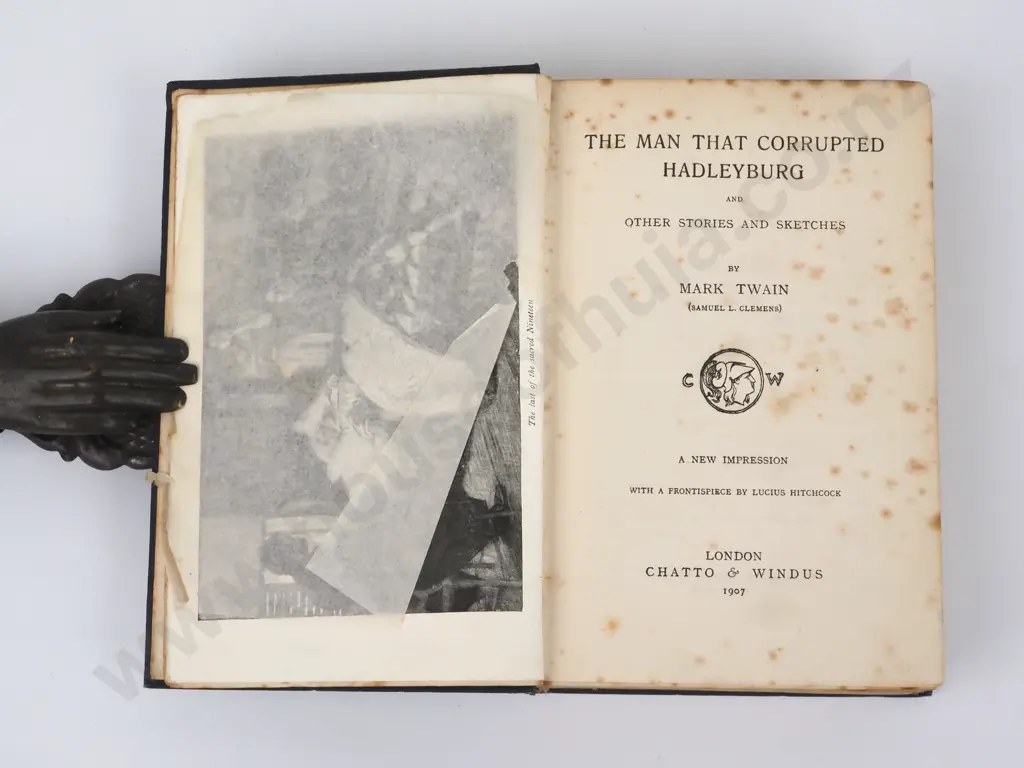 The last of the sacred Nineteen
THE MAN THAT CORRUPTED
HADLEYBURG
AND
OTHER STORIES AND SKETCHES
BY
MARK TWAIN
(SAMUEL L. CLEMENS)
C W
A NEW IMPRESSION
WITH A FRONTISPIECE BY LUCIUS HITCHCOCK
LONDON
CHATTO & WINDUS
1907